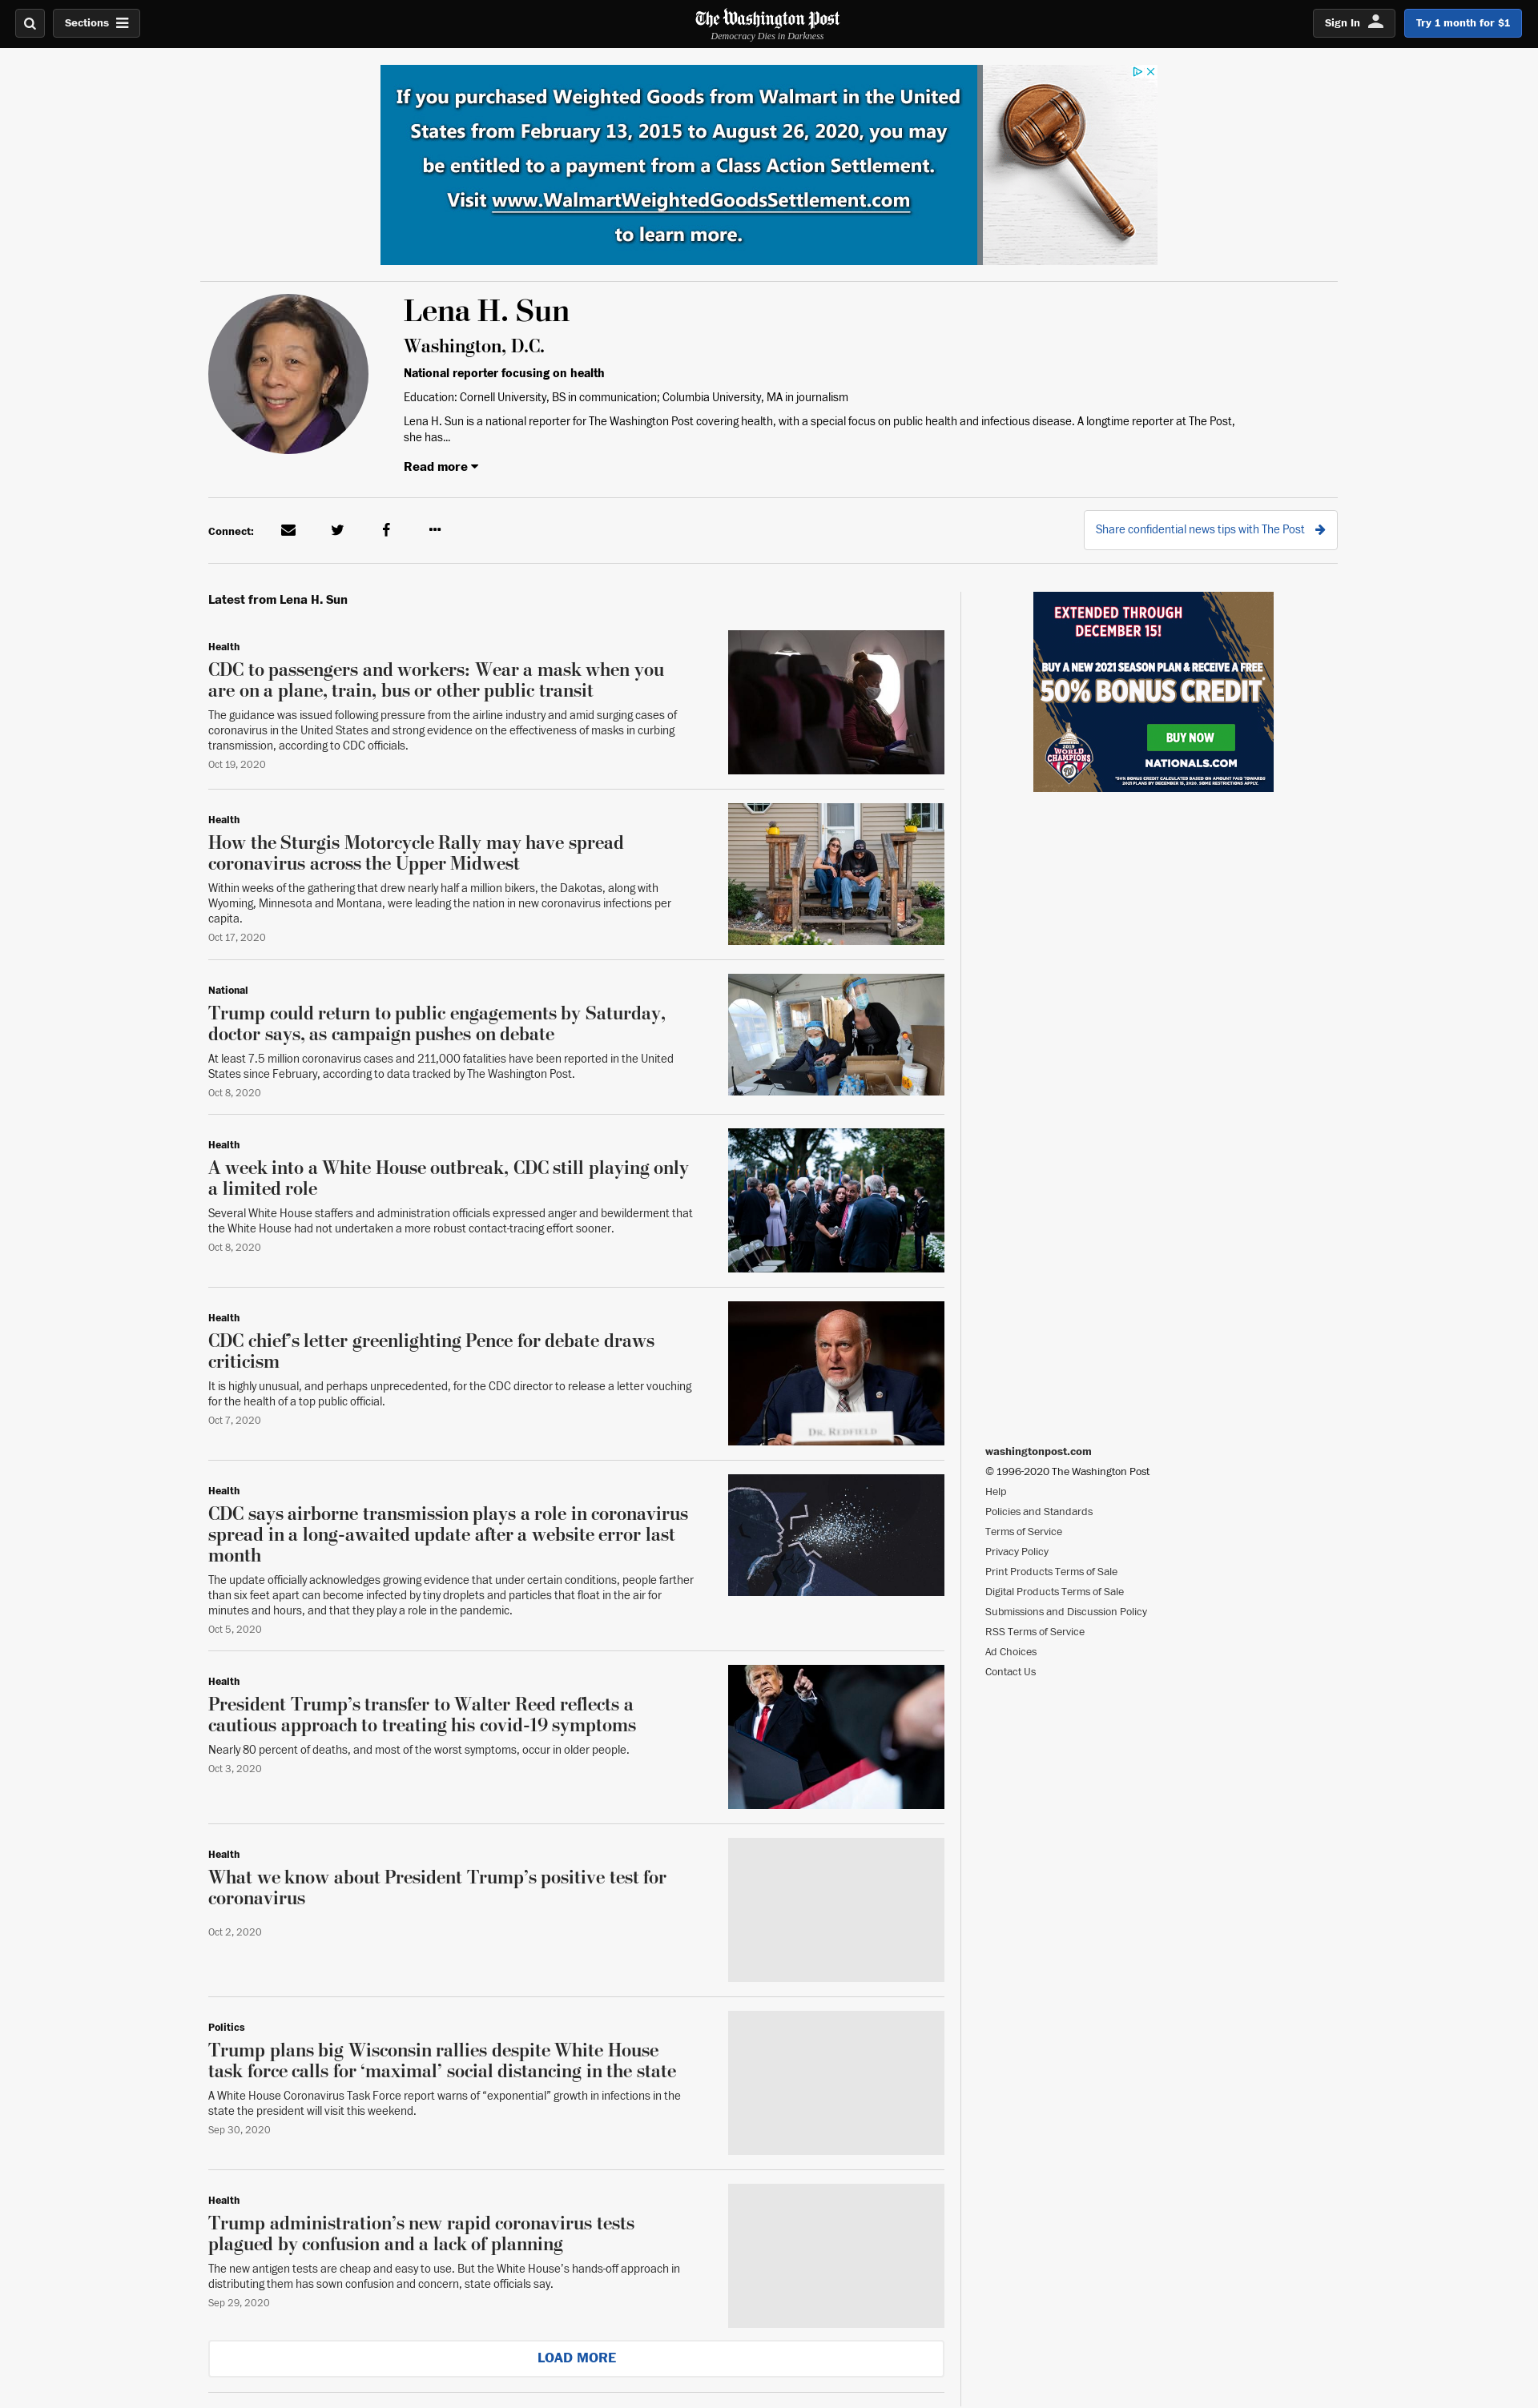 Sections
The Washington Post
Democracy Dies in Darkness
Sign In
Try 1 month for $1
If you purchased Weighted Goods from Walmart in the United
States from February 13, 2015 to August 26, 2020, you may
be entitled to a payment from a Class Action Settlement.
Visit www.WalmartWeightedGoodsSettlement.com
to learn more.
Lena H. Sun
Washington, D.C.
National reporter focusing on health
Education: Cornell University, BS in communication; Columbia University, MA in journalism
Lena H. Sun is a national reporter for The Washington Post covering health, with a special focus on public health and infectious disease. A longtime reporter at The Post,
she has...
Read more
Connect:
Share confidential news tips with The Post
Latest from Lena H. Sun
Health
CDC to passengers and workers: Wear a mask when you
are on a plane, train, bus or other public transit
The guidance was issued following pressure from the airline industry and amid surging cases of
coronavirus in the United States and strong evidence on the effectiveness of masks in curbing
transmission, according to CDC officials.
Oct 19, 2020
Health
How the Sturgis Motorcycle Rally may have spread
coronavirus across the Upper Midwest
Within weeks of the gathering that drew nearly half a million bikers, the Dakotas, along with
Wyoming, Minnesota and Montana, were leading the nation in new coronavirus infections per
capita.
Oct 17, 2020
National
Trump could return to public engagements by Saturday,
doctor says, as campaign pushes on debate
At least 7.5 million coronavirus cases and 211,000 fatalities have been reported in the United
States since February, according to data tracked by The Washington Post.
Oct 8, 2020
Health
A week into a White House outbreak, CDC still playing only
a limited role
Several White House staffers and administration officials expressed anger and bewilderment that
the White House had not undertaken a more robust contact-tracing effort sooner.
Oct 8, 2020
Health
CDC chief’s letter greenlighting Pence for debate draws
criticism
It is highly unusual, and perhaps unprecedented, for the CDC director to release a letter vouching
for the health of a top public official.
Oct 7, 2020
DR. REDFIELD
Health
CDC says airborne transmission plays a role in coronavirus
spread in a long-awaited update after a website error last
month
The update officially acknowledges growing evidence that under certain conditions, people farther
than six feet apart can become infected by tiny droplets and particles that float in the air for
minutes and hours, and that they play a role in the pandemic.
Oct 5, 2020
Health
President Trump’s transfer to Walter Reed reflects a
cautious approach to treating his covid-19 symptoms
Nearly 80 percent of deaths, and most of the worst symptoms, occur in older people.
Oct 3, 2020
Health
What we know about President Trump’s positive test for
coronavirus
Oct 2, 2020
Politics
Trump plans big Wisconsin rallies despite White House
task force calls for ‘maximal’ social distancing in the state
A White House Coronavirus Task Force report warns of “exponential” growth in infections in the
state the president will visit this weekend.
Sep 30, 2020
Health
Trump administration’s new rapid coronavirus tests
plagued by confusion and a lack of planning
The new antigen tests are cheap and easy to use. But the White House’s hands-off approach in
distributing them has sown confusion and concern, state officials say.
Sep 29, 2020
LOAD MORE
EXTENDED THROUGH
DECEMBER 15!
BUY A NEW 2021 SEASON PLAN & RECEIVE A FREE
50% BONUS CREDIT*
BUY NOW
2019
WORLD
CHAMPIONS
NATIONALS.COM
*50% BONUS CREDIT CALCULATED BASED ON AMOUNT PAID TOWARDS
2021 PLANS BY DECEMBER 15, 2020. SOME RESTRICTIONS APPLY.
washingtonpost.com
© 1996-2020 The Washington Post
Help
Policies and Standards
Terms of Service
Privacy Policy
Print Products Terms of Sale
Digital Products Terms of Sale
Submissions and Discussion Policy
RSS Terms of Service
Ad Choices
Contact Us